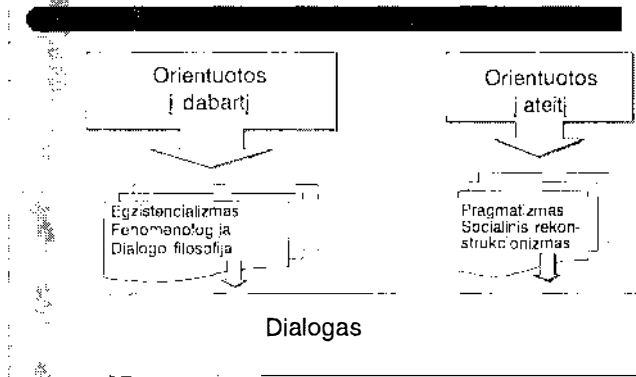 Orientuotos
į dabartį
Orientuotos
į ateitį
Egzistencializmas
Fenomenologija
Dialogo filosofija
Pragmatizmas
Socialinis rekon-
strukcionizmas
Dialogas